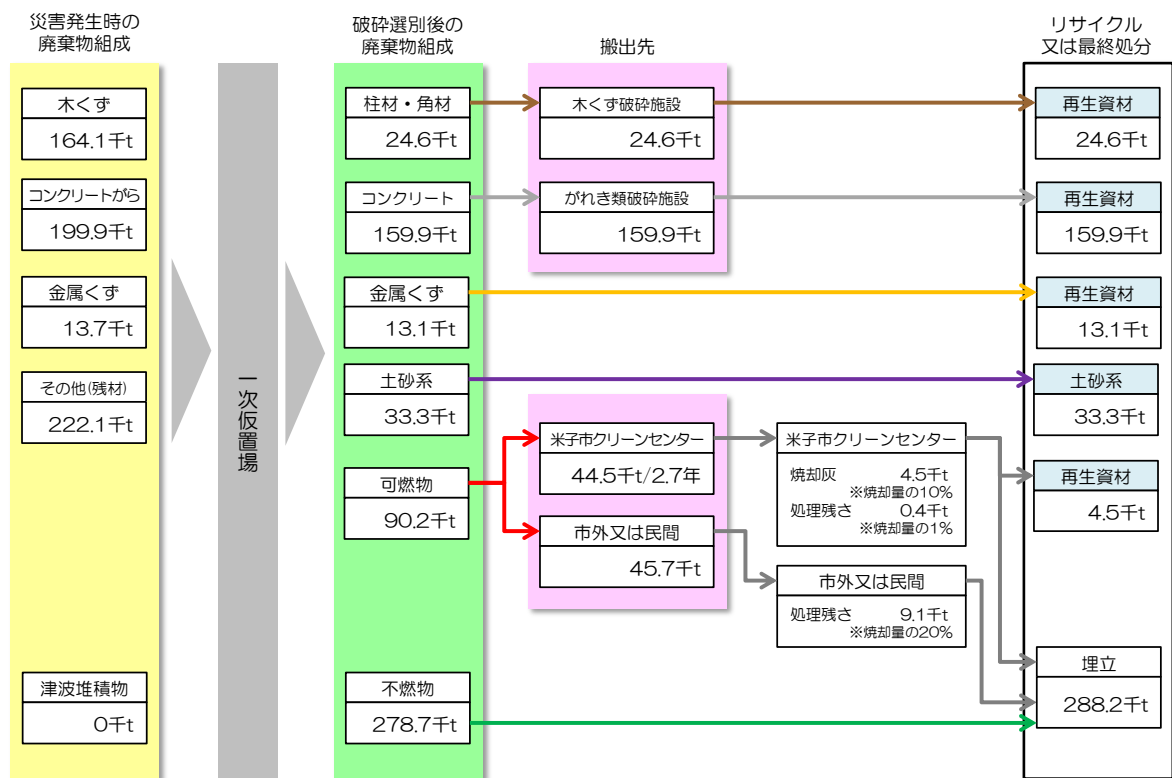 災害発生時の
廃棄物組成
木くず
164.1千t
コンクリートがら
199.9千t
金属くず
13.7千t
その他(残材)
222.1千t
津波堆積物
0千t
一次仮置場
破砕選別後の
廃棄物組成
柱材・角材
24.6千t
コンクリート
159.9千t
金属くず
13.1千t
土砂系
33.3千t
可燃物
90.2千t
不燃物
278.7千t
搬出先
木くず破砕施設
24.6千t
がれき類破砕施設
159.9千t
米子市クリーンセンター
44.5千t/2.7年
市外又は民間
45.7千t
米子市クリーンセンター
焼却灰 4.5千t
※焼却量の10%
処理残さ 0.4千t
※焼却量の1%
市外又は民間
処理残さ 9.1千t
※焼却量の20%
リサイクル
又は最終処分
再生資材
24.6千t
再生資材
159.9千t
再生資材
13.1千t
土砂系
33.3千t
再生資材
4.5千t
埋立
288.2千t